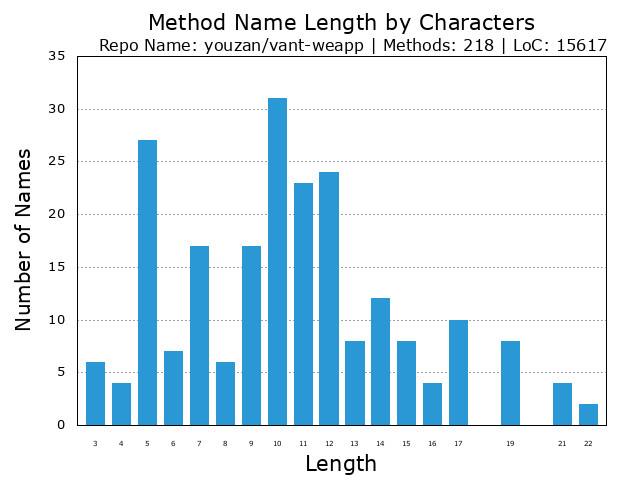 Method Name Length by Characters
Repo Name: youzan/vant-weapp | Methods: 218 | LoC: 15617
35
30
25
20
15
10
5
0
Number of Names
3 4 5 6 7 8 9 10 11 12 13 14 15 16 17 19 21 22
Length